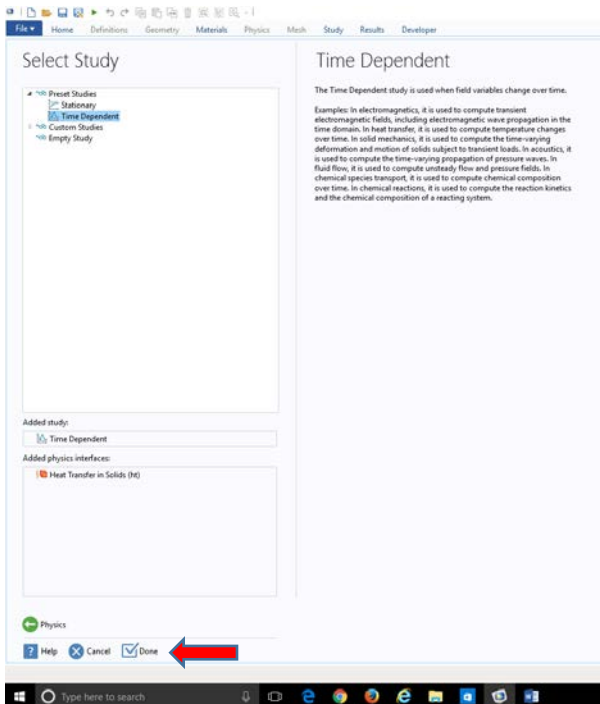 File Home Definitions Geometry Materials Physics Mesh Study Results Developer
Select Study
Preset Studies
Stationary
Time Dependent
Custom Studies
Empty Study
Added study:
Time Dependent
Added physics interfaces:
Heat Transfer in Solids (ht)
Physics
? Help Cancel Done
Time Dependent
The Time Dependent study is used when field variables change over time.
Examples: In electromagnetics, it is used to compute transient
electromagnetic fields, including electromagnetic wave propagation in the
time domain. In heat transfer, it is used to compute temperature changes
over time. In solid mechanics, it is used to compute the time-varying
deformation and motion of solids subject to transient loads. In acoustics, it
is used to compute the time-varying propagation of pressure waves. In
fluid flow, it is used to compute unsteady flow and pressure fields. In
chemical species transport, it is used to compute chemical composition
over time. In chemical reactions, it is used to compute the reaction kinetics
and the chemical composition of a reacting system.
Type here to search